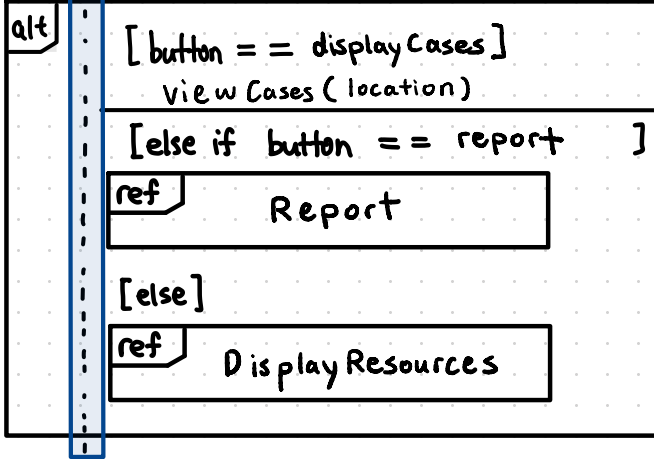 alt
[button == displayCases]
viewCases(location)
[else if button == report ]
ref
Report
[else]
ref
DisplayResources